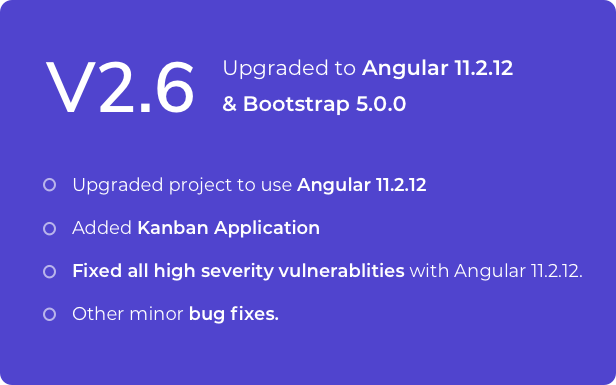 V2.6
Upgraded to Angular 11.2.12
& Bootstrap 5.0.0
Upgraded project to use Angular 11.2.12
Added Kanban Application
Fixed all high severity vulnerablities with Angular 11.2.12.
Other minor bug fixes.